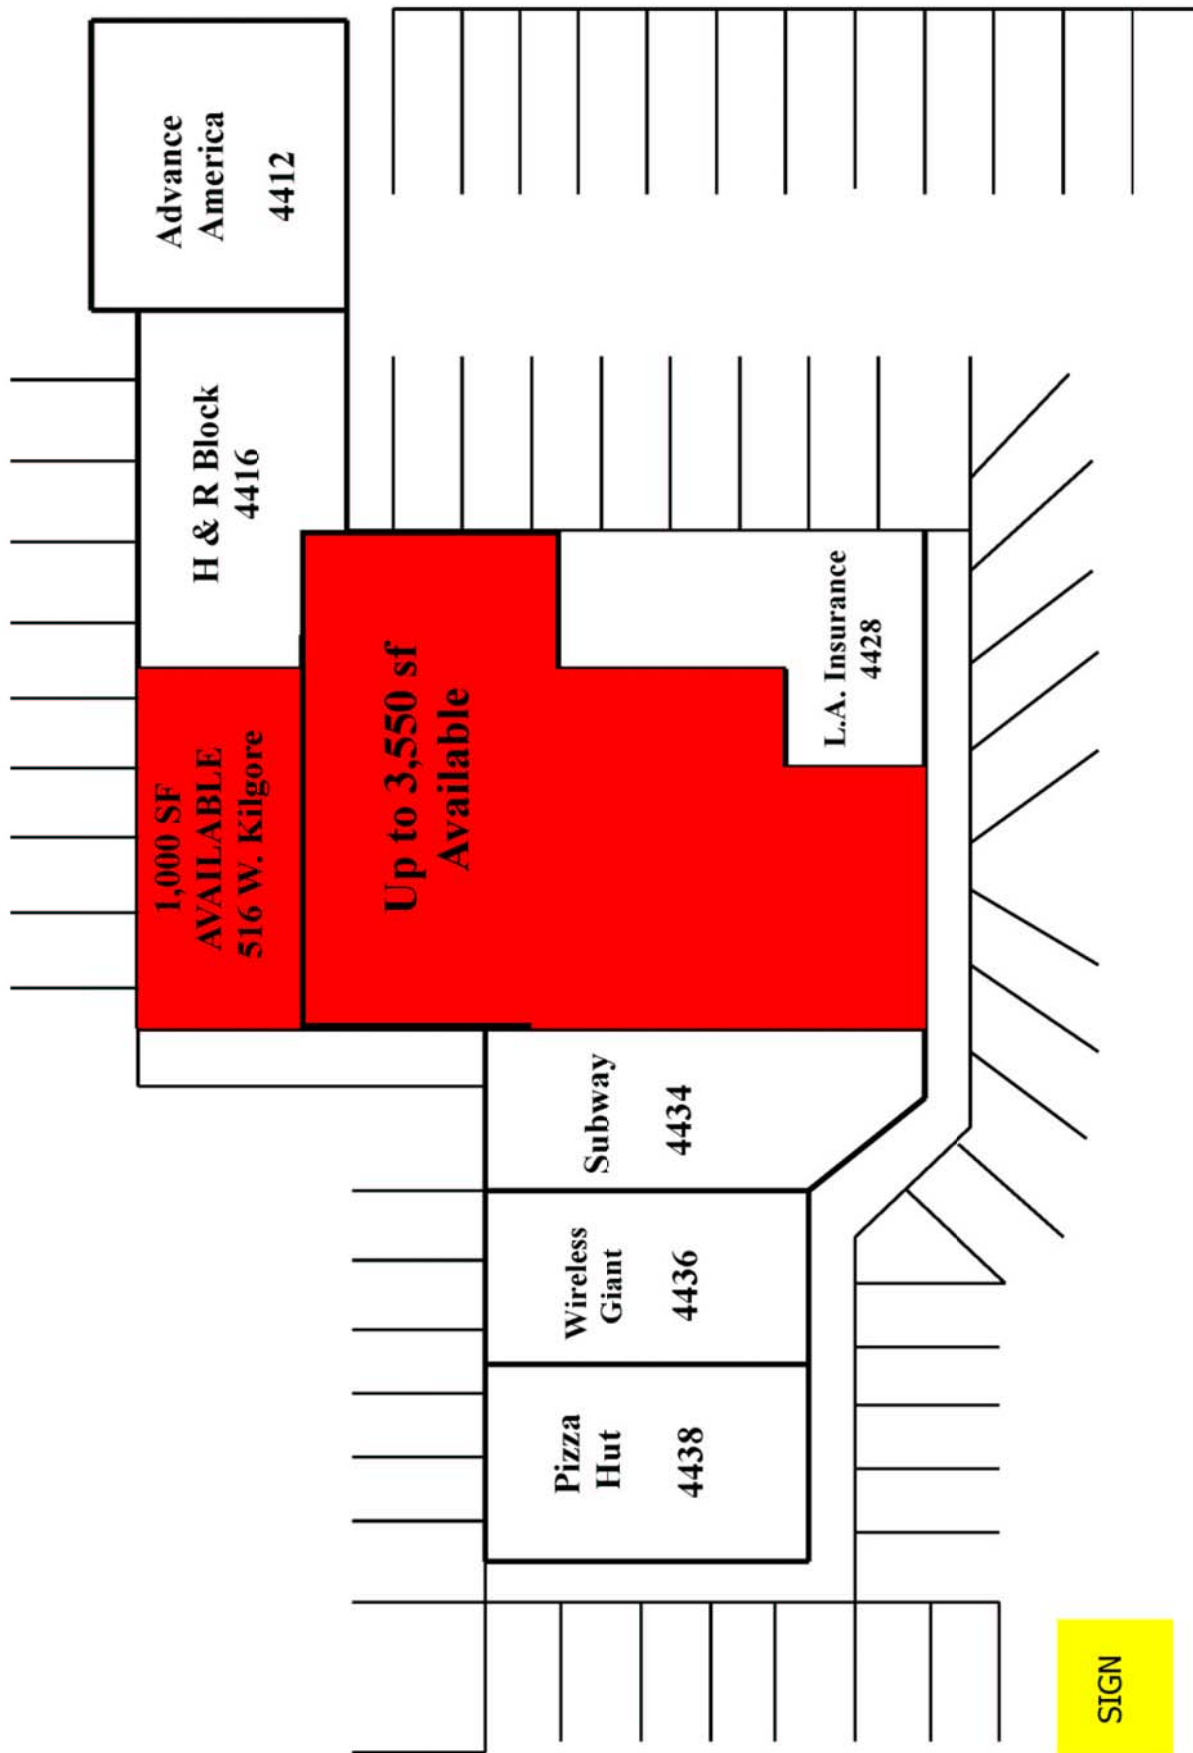 Advance
America
4412
H & R Block
4416
1,000 SF
AVAILABLE
516 W. Kilgore
Up to 3,550 sf
Available
L.A. Insurance
4428
Subway
4434
Wireless
Giant
4436
Pizza
Hut
4438
SIGN